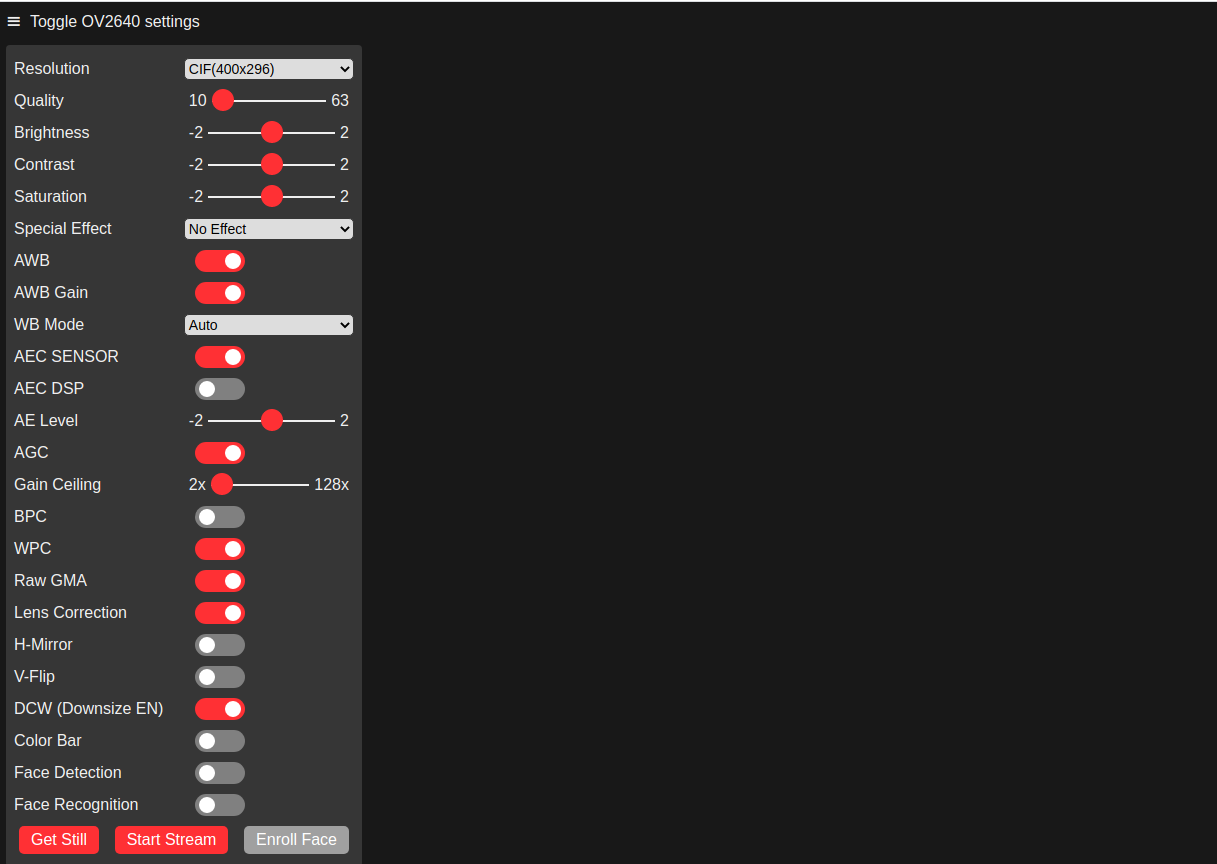 Toggle OV2640 settings
Resolution CIF(400x296)
Quality 10 63
Brightness -2 2
Contrast -2 2
Saturation -2 2
Special Effect No Effect
AWB
AWB Gain
WB Mode Auto
AEC SENSOR
AEC DSP
AE Level -2 2
AGC
Gain Ceiling 2x 128x
BPC
WPC
Raw GMA
Lens Correction
H-Mirror
V-Flip
DCW (Downsize EN)
Color Bar
Face Detection
Face Recognition
Get Still Start Stream Enroll Face